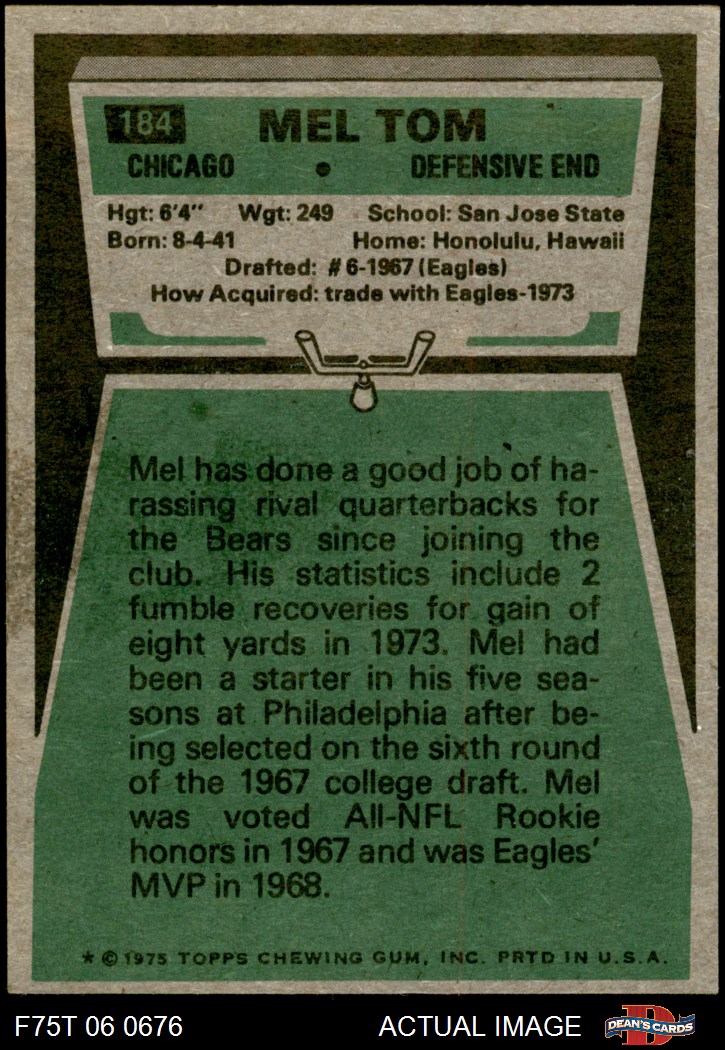 184 MEL TOM
CHICAGO • DEFENSIVE END
Hgt: 6'4" Wgt: 249 School: San Jose State
Born: 8-4-41 Home: Honolulu, Hawaii
Drafted: #6-1967 (Eagles)
How Acquired: trade with Eagles-1973
Mel has done a good job of ha-
rassing rival quarterbacks for
the Bears since joining the
club. His statistics include 2
fumble recoveries for gain of
eight yards in 1973. Mel had
been a starter in his five sea-
sons at Philadelphia after be-
ing selected on the sixth round
of the 1967 college draft. Mel
was voted All-NFL Rookie
honors in 1967 and was Eagles'
MVP in 1968.
* © 1975 TOPPS CHEWING GUM, INC. PRTD IN U.S.A.
F75T 06 0676 ACTUAL IMAGE D DEAN'S CARDS